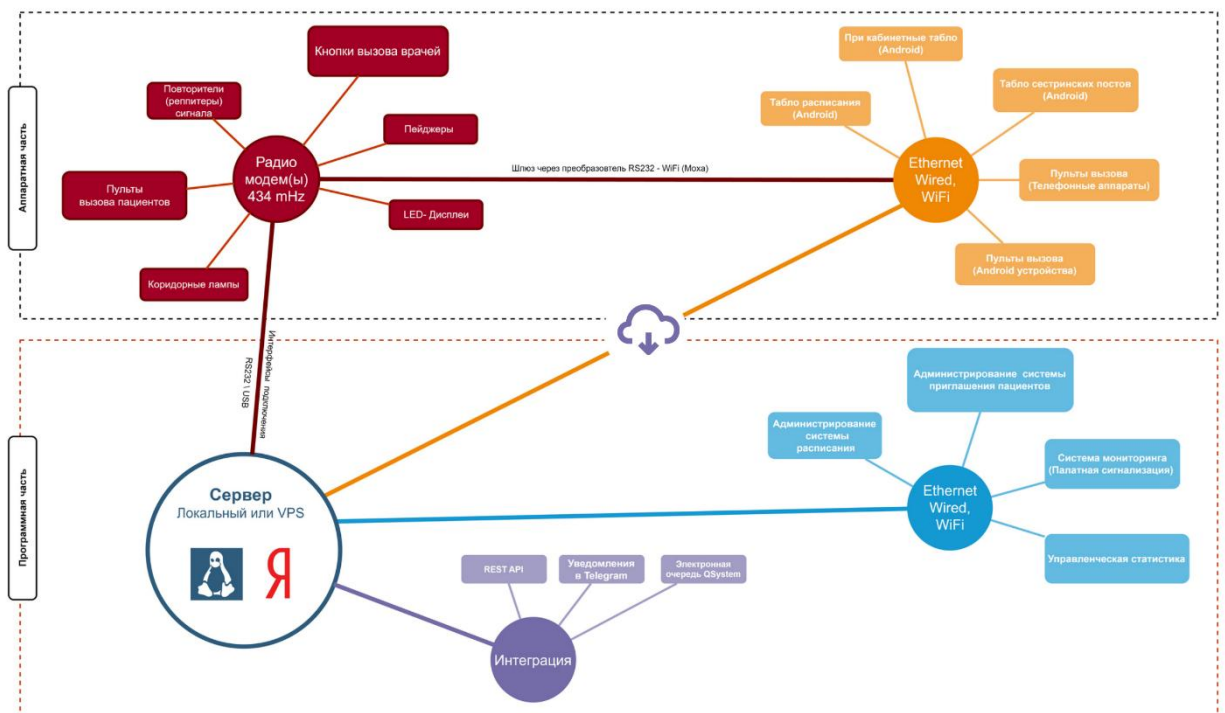 Аппаратная часть
Кнопки вызова врачей
Повторители
(реппитеры)
сигнала
Пейджеры
Радио
модем(ы)
434 mHz
Пульты
вызова пациентов
LED- Дисплеи
Коридорные лампы
Шлюз через преобразователь RS232 - WiFi (Моха)
При кабинетные табло
(Android)
Табло сестринских постов
(Android)
Табло расписания
(Android)
Ethernet
Wired,
WiFi
Пульты вызова
(Телефонные аппараты)
Пульты вызова
(Android устройства)
Интерфейсы подключения
RS232 \ USB
Программная часть
Сервер
Локальный или VPS
Я
Администрирование системы
приглашения пациентов
Администрирование
системы
расписания
Система мониторинга
(Палатная сигнализация)
Ethernet
Wired,
WiFi
Управленческая статистика
REST API
Уведомления
в Telegram
Электронная
очередь QSystem
Интеграция